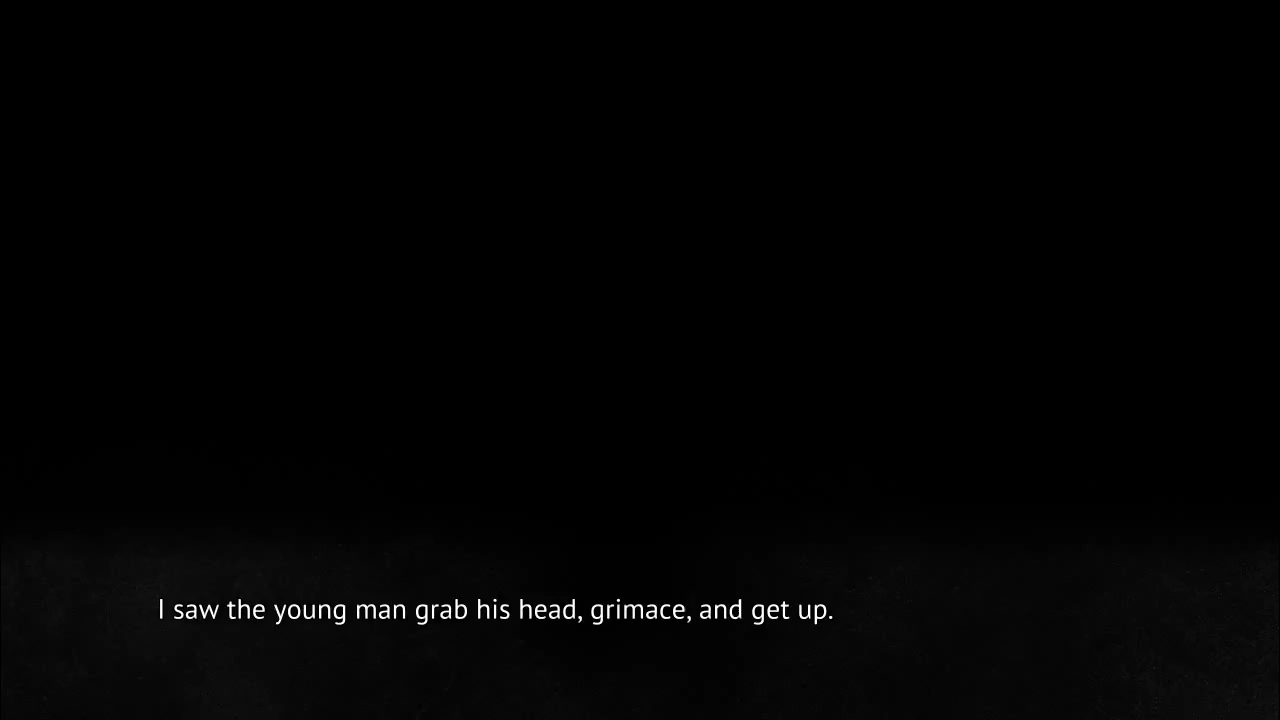 I saw the young man grab his head, grimace, and get up.